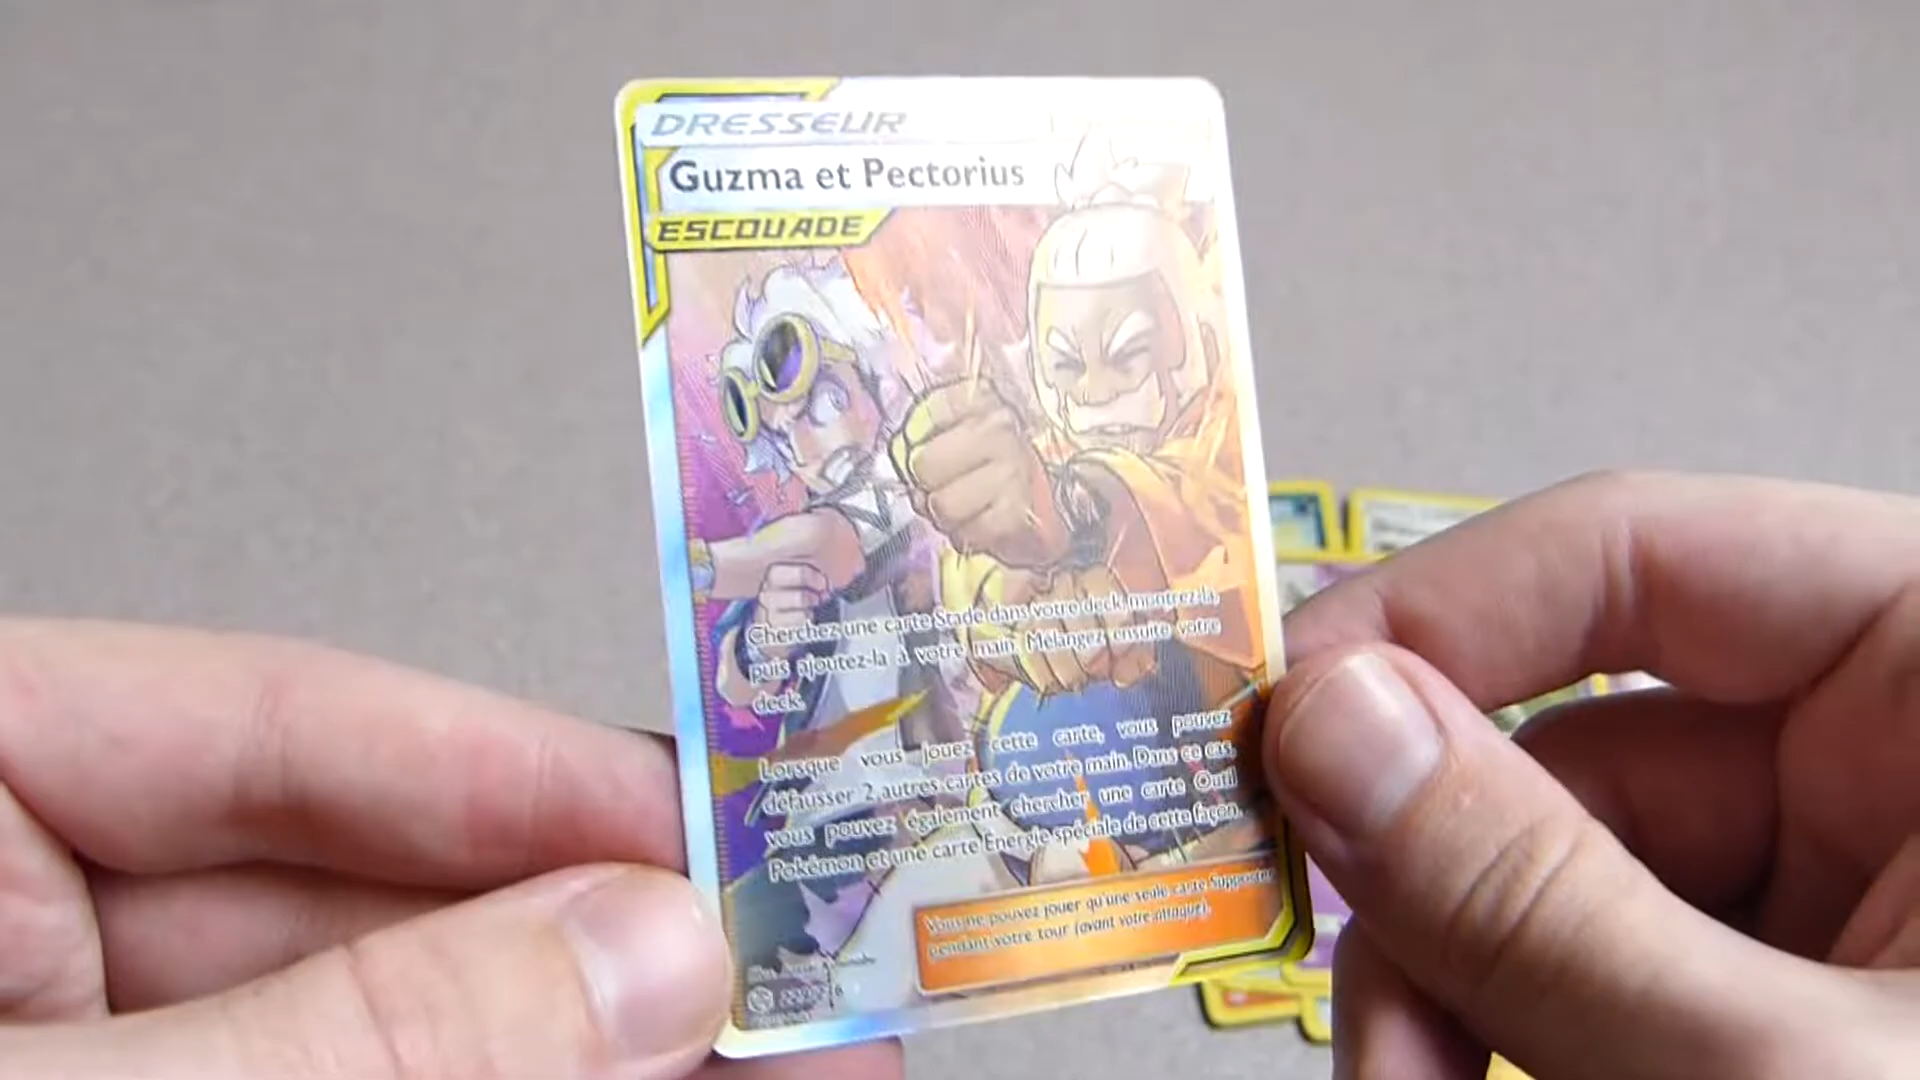 DRESSEUR
Guzma et Pectorius
ESCOUADE
Cherchez une carte Stade dans votre deck, montrez-la,
puis ajoutez-la à votre main. Mélangez ensuite votre
deck.
Lorsque vous jouez cette carte, vous pouvez
défausser 2 autres cartes de votre main. Dans ce cas,
vous pouvez également chercher une carte Outil
Pokémon et une carte Énergie spéciale de cette façon.
Vous ne pouvez jouer qu'une seule carte Supporter
pendant votre tour (avant votre attaque).